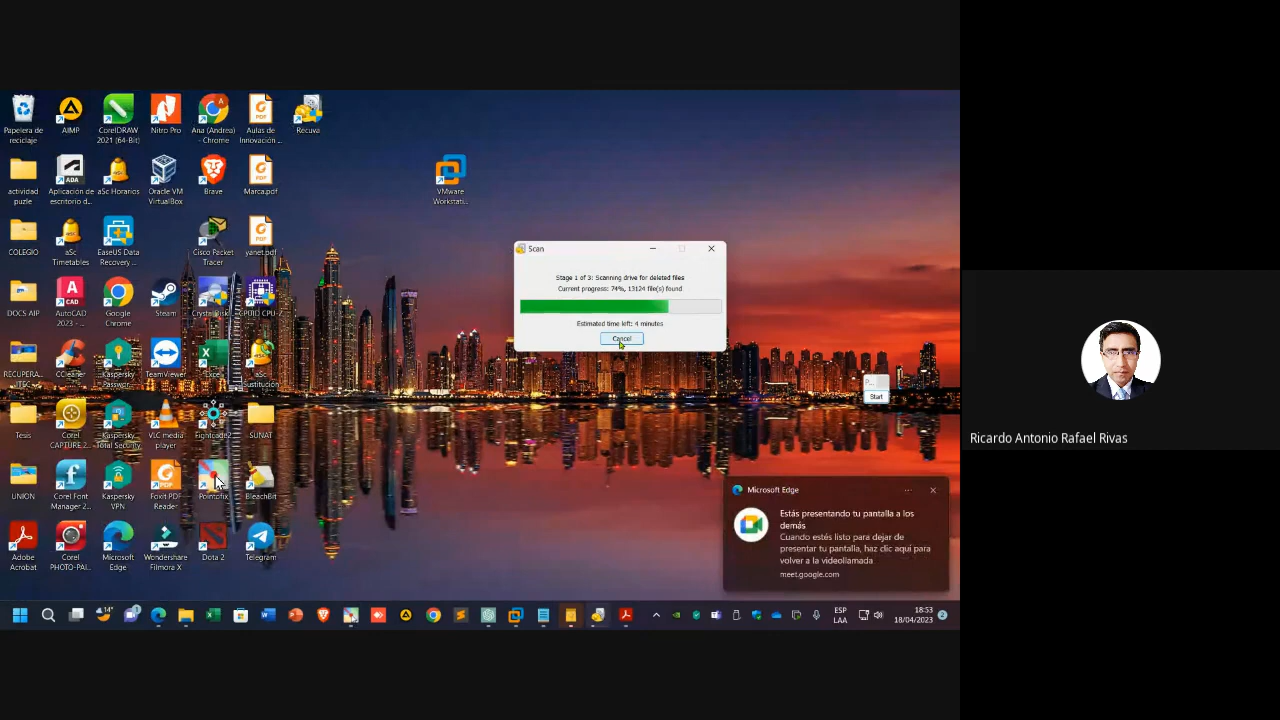 Papelera de
reciclaje
AIMP
CorelDRAW
2021 (64-Bit)
Nitro Pro
Ana (Andrea)
- Chrome
Aulas de
Innovación ...
Recuva
actividad
puzle
Aplicación de
escritorio d...
aSc Horarios
Oracle VM
VirtualBox
Brave
Marca.pdf
VMware
Workstati...
COLEGIO
aSc
Timetables
EaseUS Data
Recovery ...
Cisco Packet
Tracer
yanet.pdf
DOCS AIP
AutoCAD
2023 - ...
Google
Chrome
Steam
CrystalDisk...
CPUID CPU-Z
RECUPERA...
ITEC
CCleaner
Kaspersky
Passwor...
TeamViewer
Excel
aSc
Sustitución
Tesis
Corel
CAPTURE 2...
Kaspersky
Total Security
VLC media
player
Fightcade2
SUNAT
UNION
Corel Font
Manager 2...
Kaspersky
VPN
Foxit PDF
Reader
Pointofix
BleachBit
Adobe
Acrobat
Corel
PHOTO-PAI...
Microsoft
Edge
Wondershare
Filmora X
Dota 2
Telegram
Scan
Stage 1 of 3: Scanning drive for deleted files
Current progress: 74%, 13124 file(s) found
Estimated time left: 4 minutes
Cancel
P...
Start
Microsoft Edge
Estás presentando tu pantalla a los
demás
Cuando estés listo para dejar de
presentar tu pantalla, haz clic aquí para
volver a la videollamada
meet.google.com
14°
ESP
LAA
18:53
18/04/2023
Ricardo Antonio Rafael Rivas